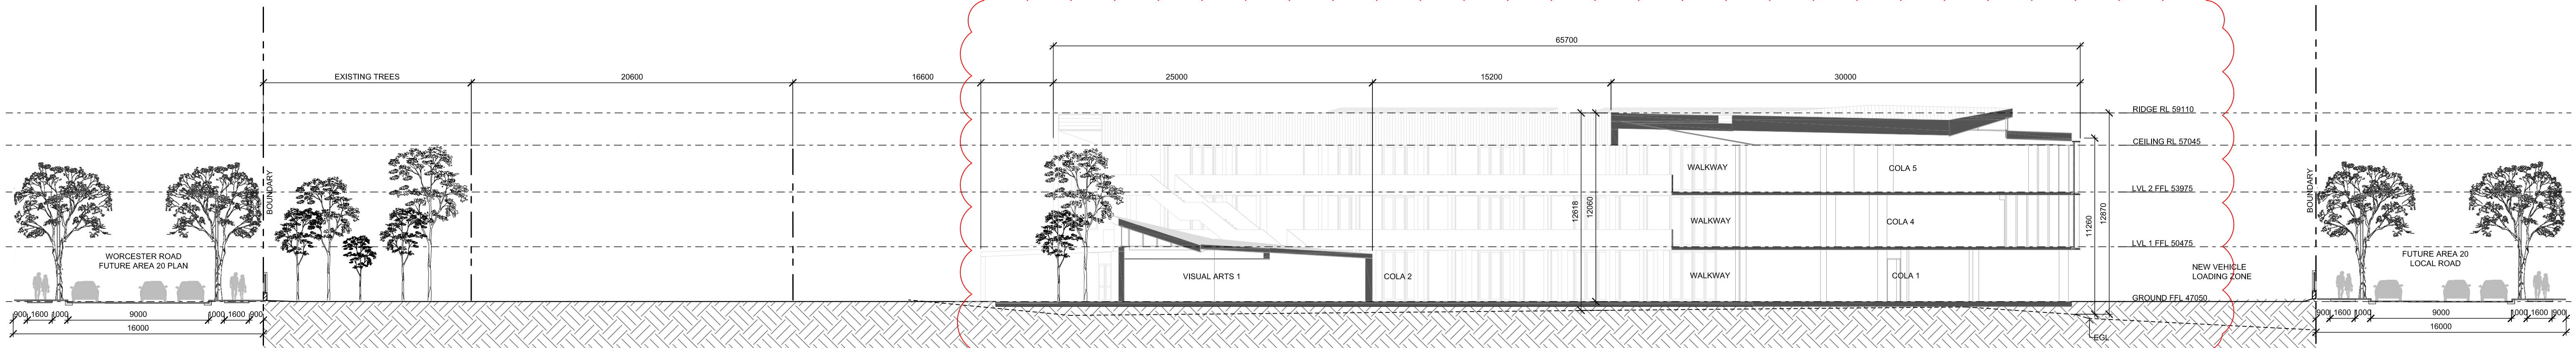 65700
EXISTING TREES
20600
16600
25000
15200
30000
RIDGE RL 59110
CEILING RL 57045
LVL 2 FFL 53975
LVL 1 FFL 50475
GROUND FFL 47050
BOUNDARY
WORCESTER ROAD
FUTURE AREA 20 PLAN
WALKWAY
COLA 5
WALKWAY
COLA 4
VISUAL ARTS 1
COLA 2
WALKWAY
COLA 1
12618
12060
11260
12870
NEW VEHICLE
LOADING ZONE
BOUNDARY
FUTURE AREA 20
LOCAL ROAD
EGL
900
1600
1000
9000
1000
1600
900
16000
900
1600
1000
9000
1000
1600
900
16000